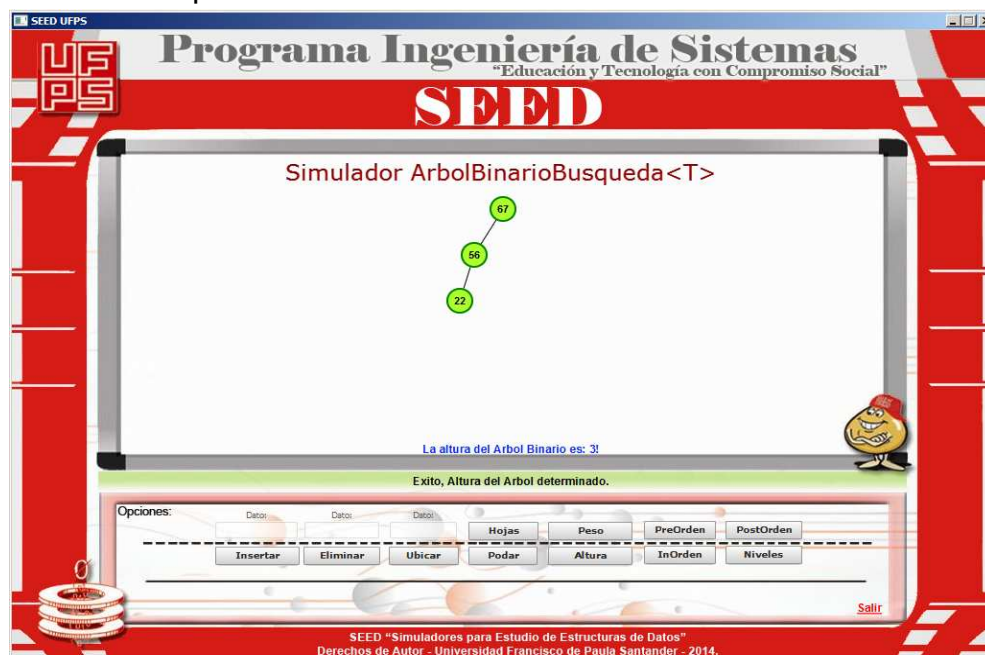 SEED UFPS
UFPS
Programa Ingeniería de Sistemas
“Educación y Tecnología con Compromiso Social”
SEED
Simulador ArbolBinarioBusqueda<T>
67
56
22
La altura del Arbol Binario es: 3!
Exito, Altura del Arbol determinado.
Opciones:
Dato: Dato: Dato:
Hojas Peso PreOrden PostOrden
Insertar Eliminar Ubicar Podar Altura InOrden Niveles
Salir
SEED “Simuladores para Estudio de Estructuras de Datos”
Derechos de Autor - Universidad Francisco de Paula Santander - 2014.